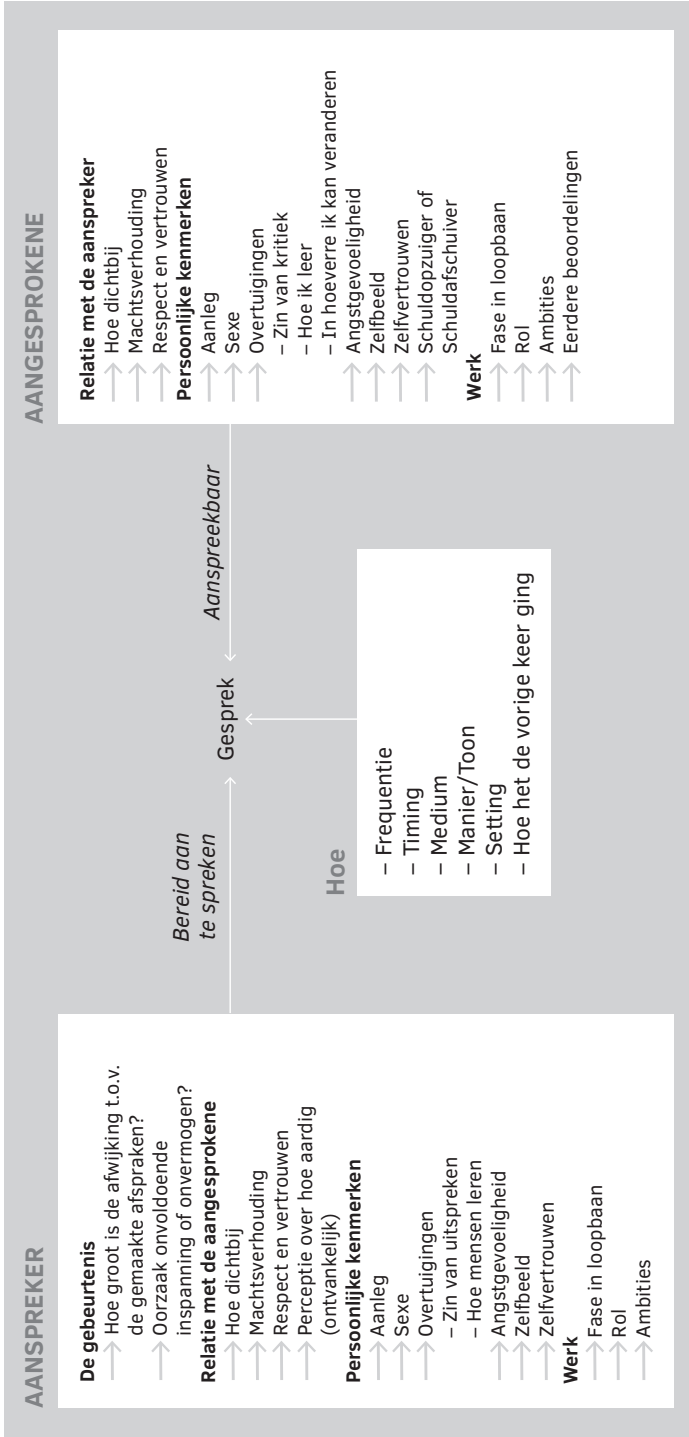 AANSPREKER
De gebeurtenis
→ Hoe groot is de afwijking t.o.v.
de gemaakte afspraken?
→ Oorzaak onvoldoende
inspanning of onvermogen?
Relatie met de aangesprokene
→ Hoe dichtbij
→ Machtsverhouding
→ Respect en vertrouwen
→ Perceptie over hoe aardig
(ontvankelijk)
Persoonlijke kenmerken
→ Aanleg
→ Sexe
→ Overtuigingen
– Zin van uitspreken
– Hoe mensen leren
→ Angstgevoeligheid
→ Zelfbeeld
→ Zelfvertrouwen
Werk
→ Fase in loopbaan
→ Rol
→ Ambities
Bereid aan
te spreken
Gesprek
Aanspreekbaar
Hoe
– Frequentie
– Timing
– Medium
– Manier/Toon
– Setting
– Hoe het de vorige keer ging
AANGESPROKENE
Relatie met de aanspreker
→ Hoe dichtbij
→ Machtsverhouding
→ Respect en vertrouwen
Persoonlijke kenmerken
→ Aanleg
→ Sexe
→ Overtuigingen
– Zin van kritiek
– Hoe ik leer
– In hoeverre ik kan veranderen
→ Angstgevoeligheid
→ Zelfbeeld
→ Zelfvertrouwen
→ Schuldopzuiger of
Schuldafschuiver
Werk
→ Fase in loopbaan
→ Rol
→ Ambities
→ Eerdere beoordelingen